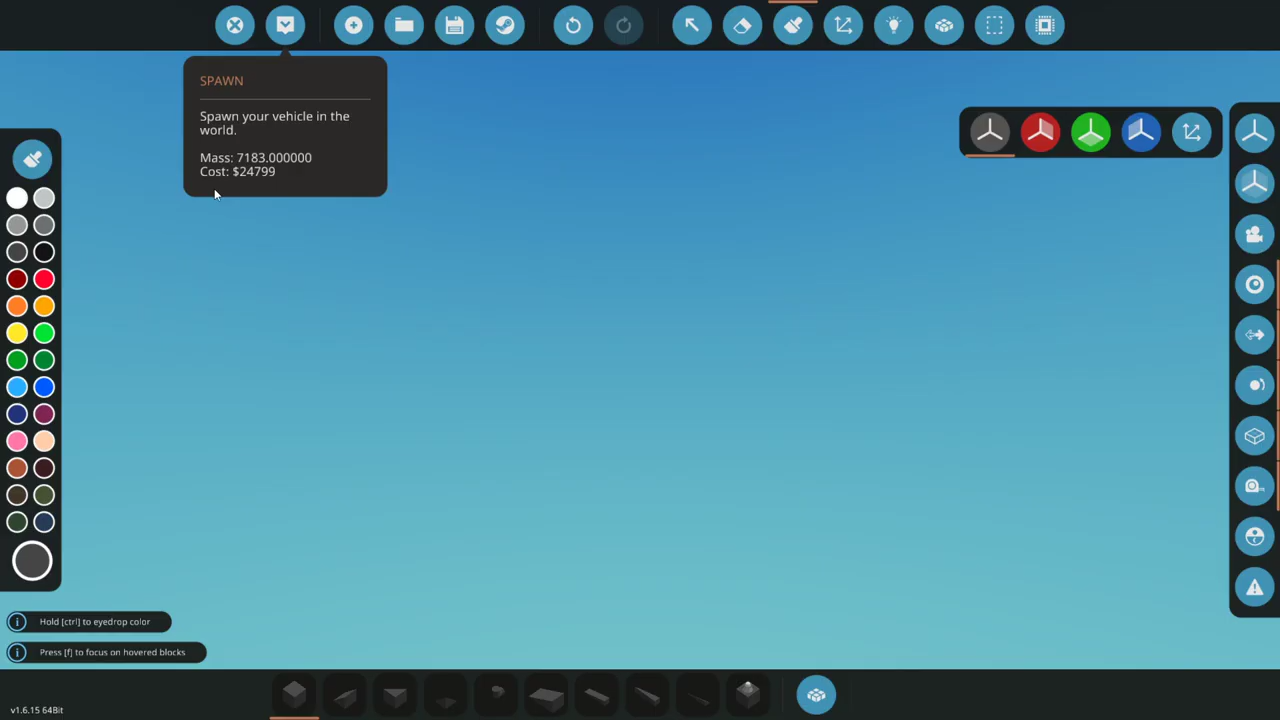 SPAWN
Spawn your vehicle in the
world.
Mass: 7183.000000
Cost: $24799
Hold [ctrl] to eyedrop color
Press [f] to focus on hovered blocks
v1.6.15 64Bit